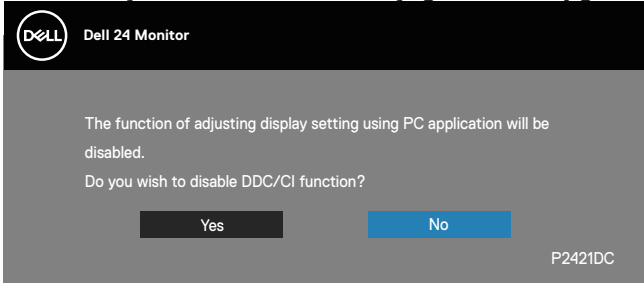 DELL
Dell 24 Monitor
The function of adjusting display setting using PC application will be
disabled.
Do you wish to disable DDC/CI function?
Yes
No
P2421DC